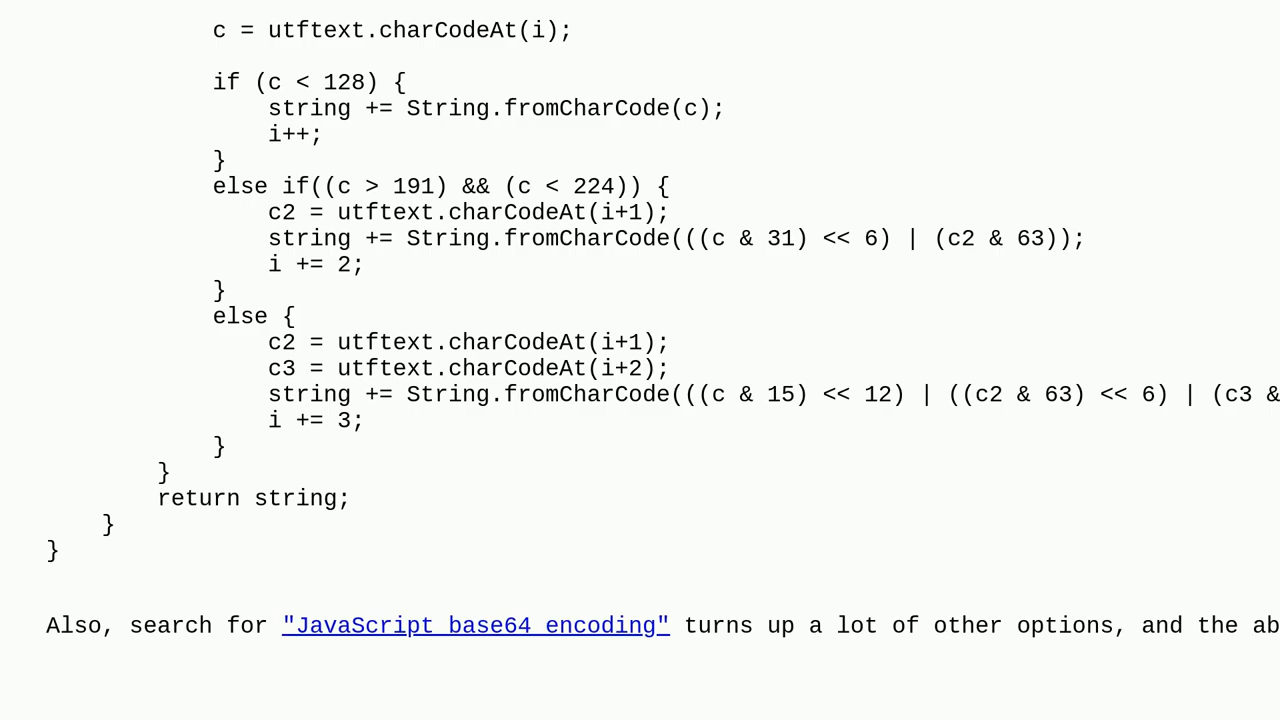 c = utftext.charCodeAt(i);
if (c < 128) {
string += String.fromCharCode(c);
i++;
}
else if((c > 191) && (c < 224)) {
c2 = utftext.charCodeAt(i+1);
string += String.fromCharCode(((c & 31) << 6) | (c2 & 63));
i += 2;
}
else {
c2 = utftext.charCodeAt(i+1);
c3 = utftext.charCodeAt(i+2);
string += String.fromCharCode(((c & 15) << 12) | ((c2 & 63) << 6) | (c3 &
i += 3;
}
}
return string;
}
}
Also, search for "JavaScript base64 encoding" turns up a lot of other options, and the ab